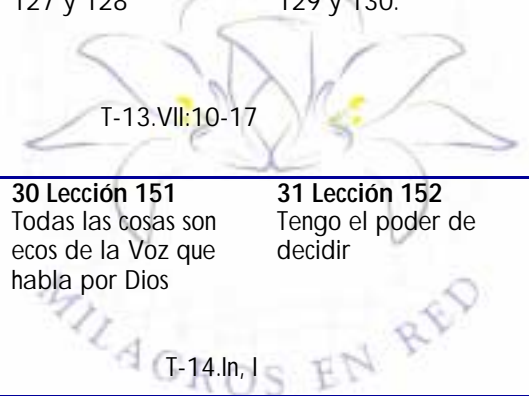 127 y 128
129 y 130.
T-13.VII:10-17
30 Lección 151
Todas las cosas son
ecos de la Voz que
habla por Dios
31 Lección 152
Tengo el poder de
decidir
T-14.In, I
MILAGROS EN RED